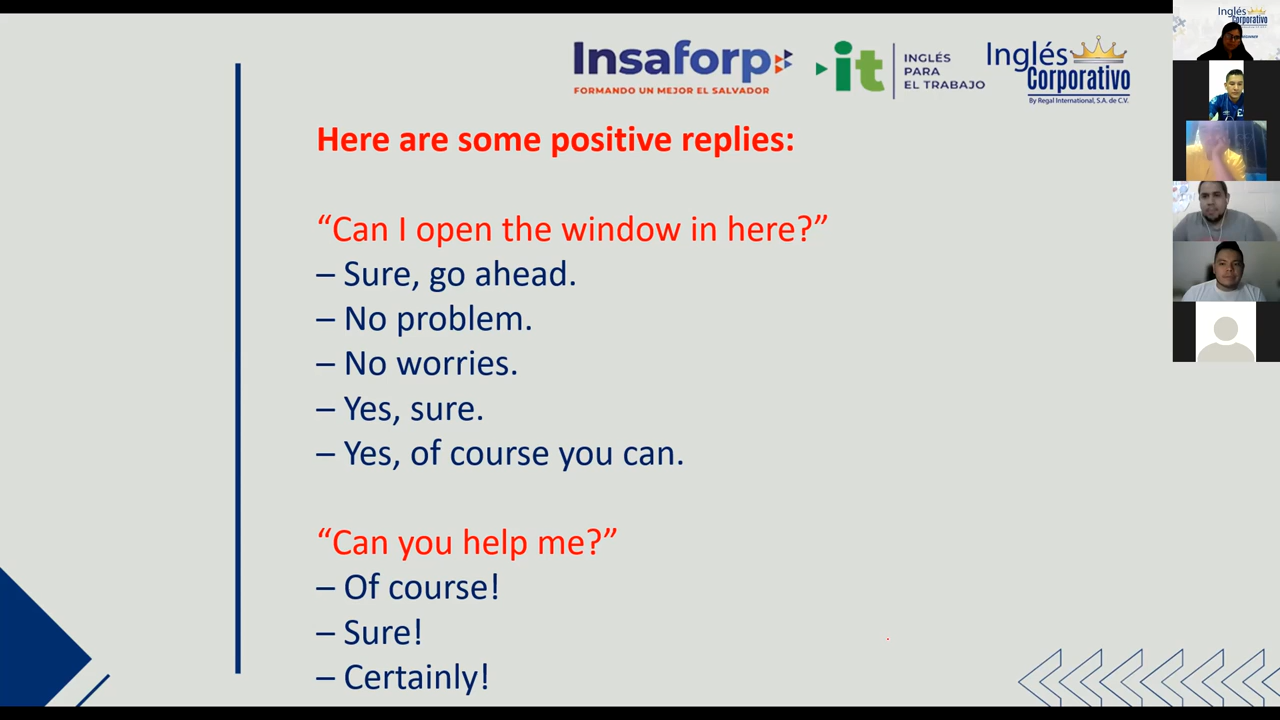 Insaforp
FORMANDO UN MEJOR EL SALVADOR
it
INGLÉS
PARA
EL TRABAJO
Inglés
Corporativo
By Regal International, S.A. de C.V.
Inglés
Corporativo
Here are some positive replies:
“Can I open the window in here?”
– Sure, go ahead.
– No problem.
– No worries.
– Yes, sure.
– Yes, of course you can.
“Can you help me?”
– Of course!
– Sure!
– Certainly!